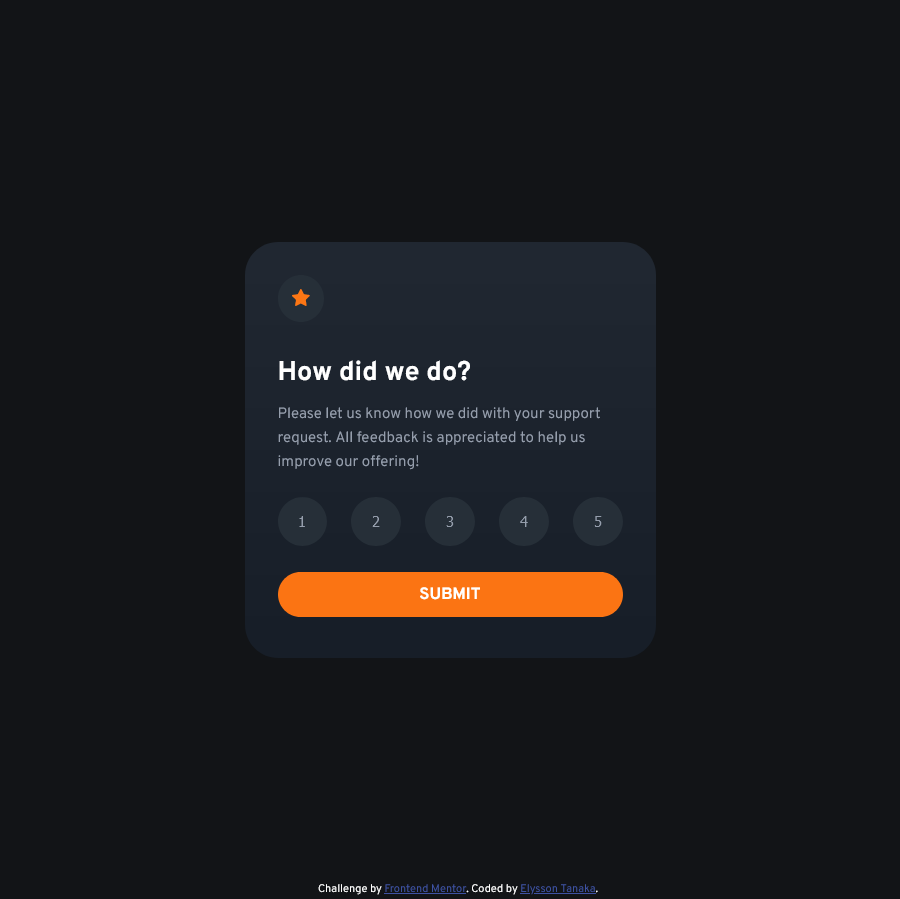 How did we do?
Please let us know how we did with your support
request. All feedback is appreciated to help us
improve our offering!
1 2 3 4 5
SUBMIT
Challenge by Frontend Mentor. Coded by Elysson Tanaka.